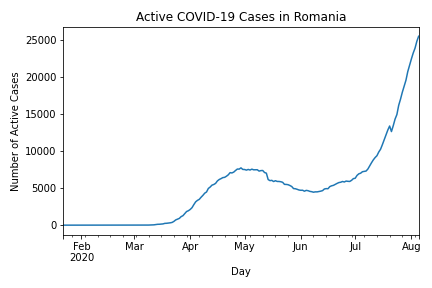 Active COVID-19 Cases in Romania
Number of Active Cases
25000
20000
15000
10000
5000
0
Feb
2020
Mar
Apr
May
Jun
Jul
Aug
Day